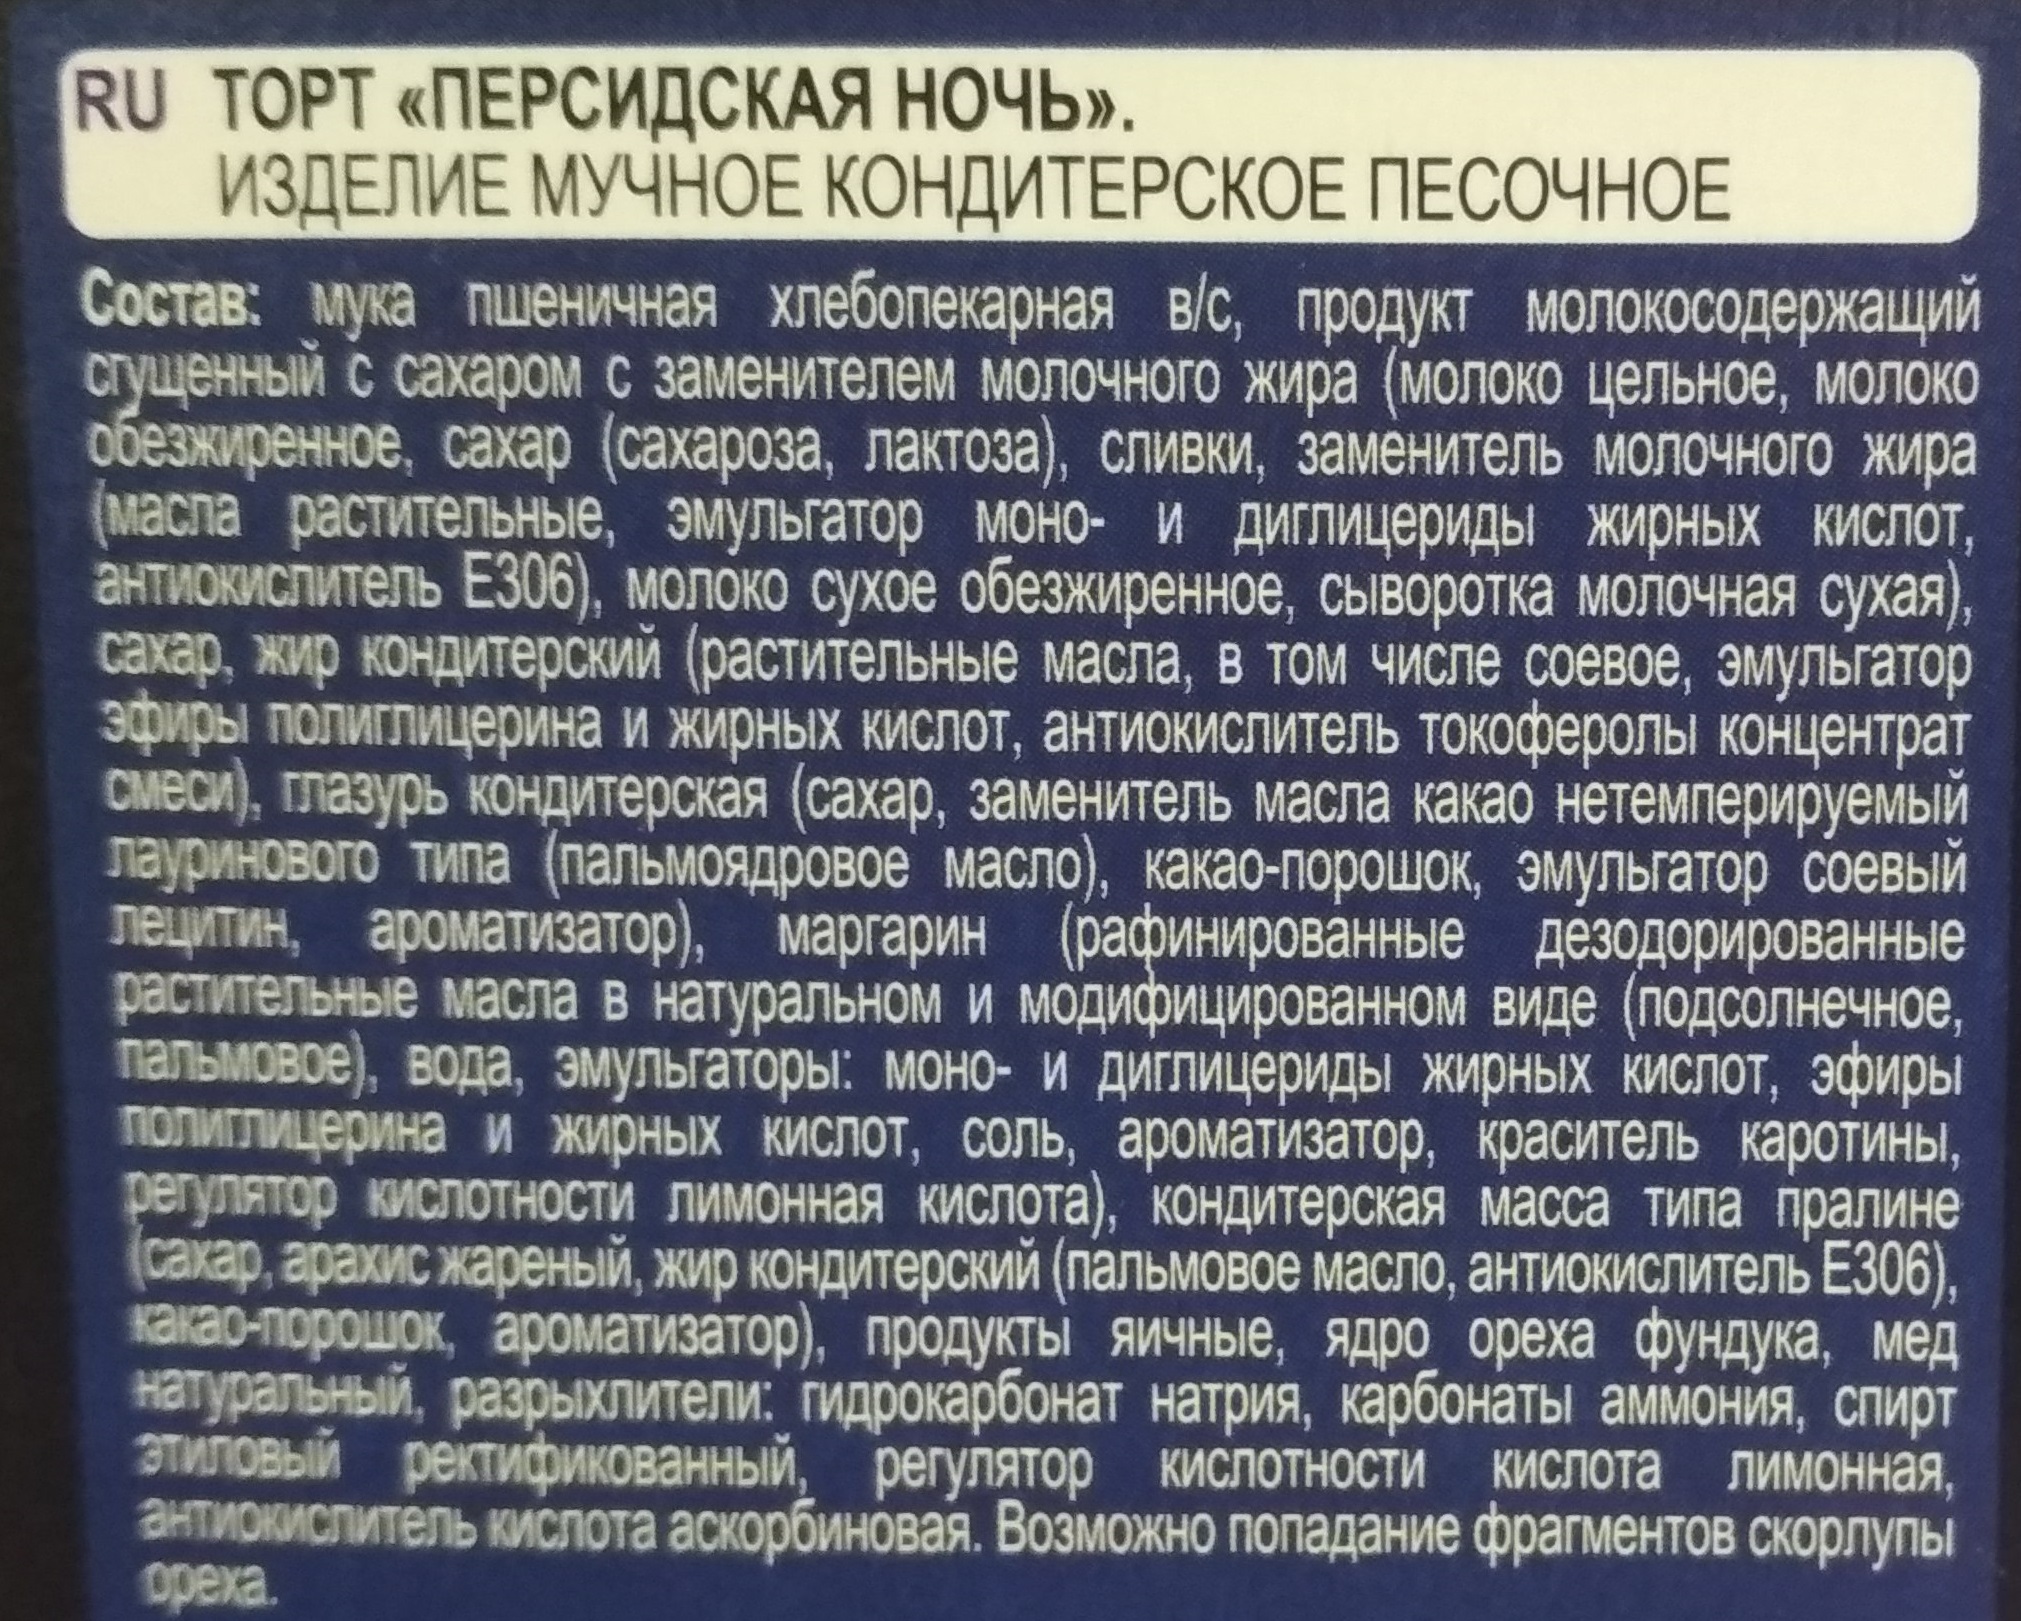 RU ТОРТ «ПЕРСИДСКАЯ НОЧЬ».
ИЗДЕЛИЕ МУЧНОЕ КОНДИТЕРСКОЕ ПЕСОЧНОЕ
Состав: мука пшеничная хлебопекарная в/с, продукт молокосодержащий
сгущенный с сахаром с заменителем молочного жира (молоко цельное, молоко
обезжиренное, сахар (сахароза, лактоза), сливки, заменитель молочного жира
(масла растительные, эмульгатор моно- и диглицериды жирных кислот,
антиокислитель Е306), молоко сухое обезжиренное, сыворотка молочная сухая),
сахар, жир кондитерский (растительные масла, в том числе соевое, эмульгатор
эфиры полиглицерина и жирных кислот, антиокислитель токоферолы концентрат
смеси), глазурь кондитерская (сахар, заменитель масла какао нетемперируемый
лауринового типа (пальмоядровое масло), какао-порошок, эмульгатор соевый
лецитин, ароматизатор), маргарин (рафинированные дезодорированные
растительные масла в натуральном и модифицированном виде (подсолнечное,
пальмовое), вода, эмульгаторы: моно- и диглицериды жирных кислот, эфиры
полиглицерина и жирных кислот, соль, ароматизатор, краситель каротины,
регулятор кислотности лимонная кислота), кондитерская масса типа пралине
(сахар, арахис жареный, жир кондитерский (пальмовое масло, антиокислитель Е306),
какао-порошок, ароматизатор), продукты яичные, ядро ореха фундука, мед
натуральный, разрыхлители: гидрокарбонат натрия, карбонаты аммония, спирт
этиловый ректификованный, регулятор кислотности кислота лимонная,
антиокислитель кислота аскорбиновая. Возможно попадание фрагментов скорлупы
ореха.